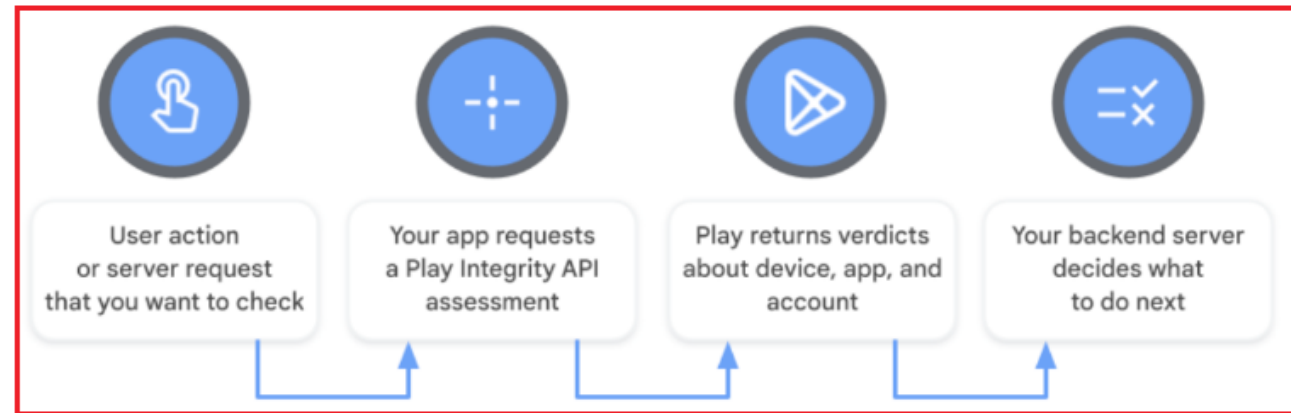 User action
or server request
that you want to check
Your app requests
a Play Integrity API
assessment
Play returns verdicts
about device, app, and
account
Your backend server
decides what
to do next